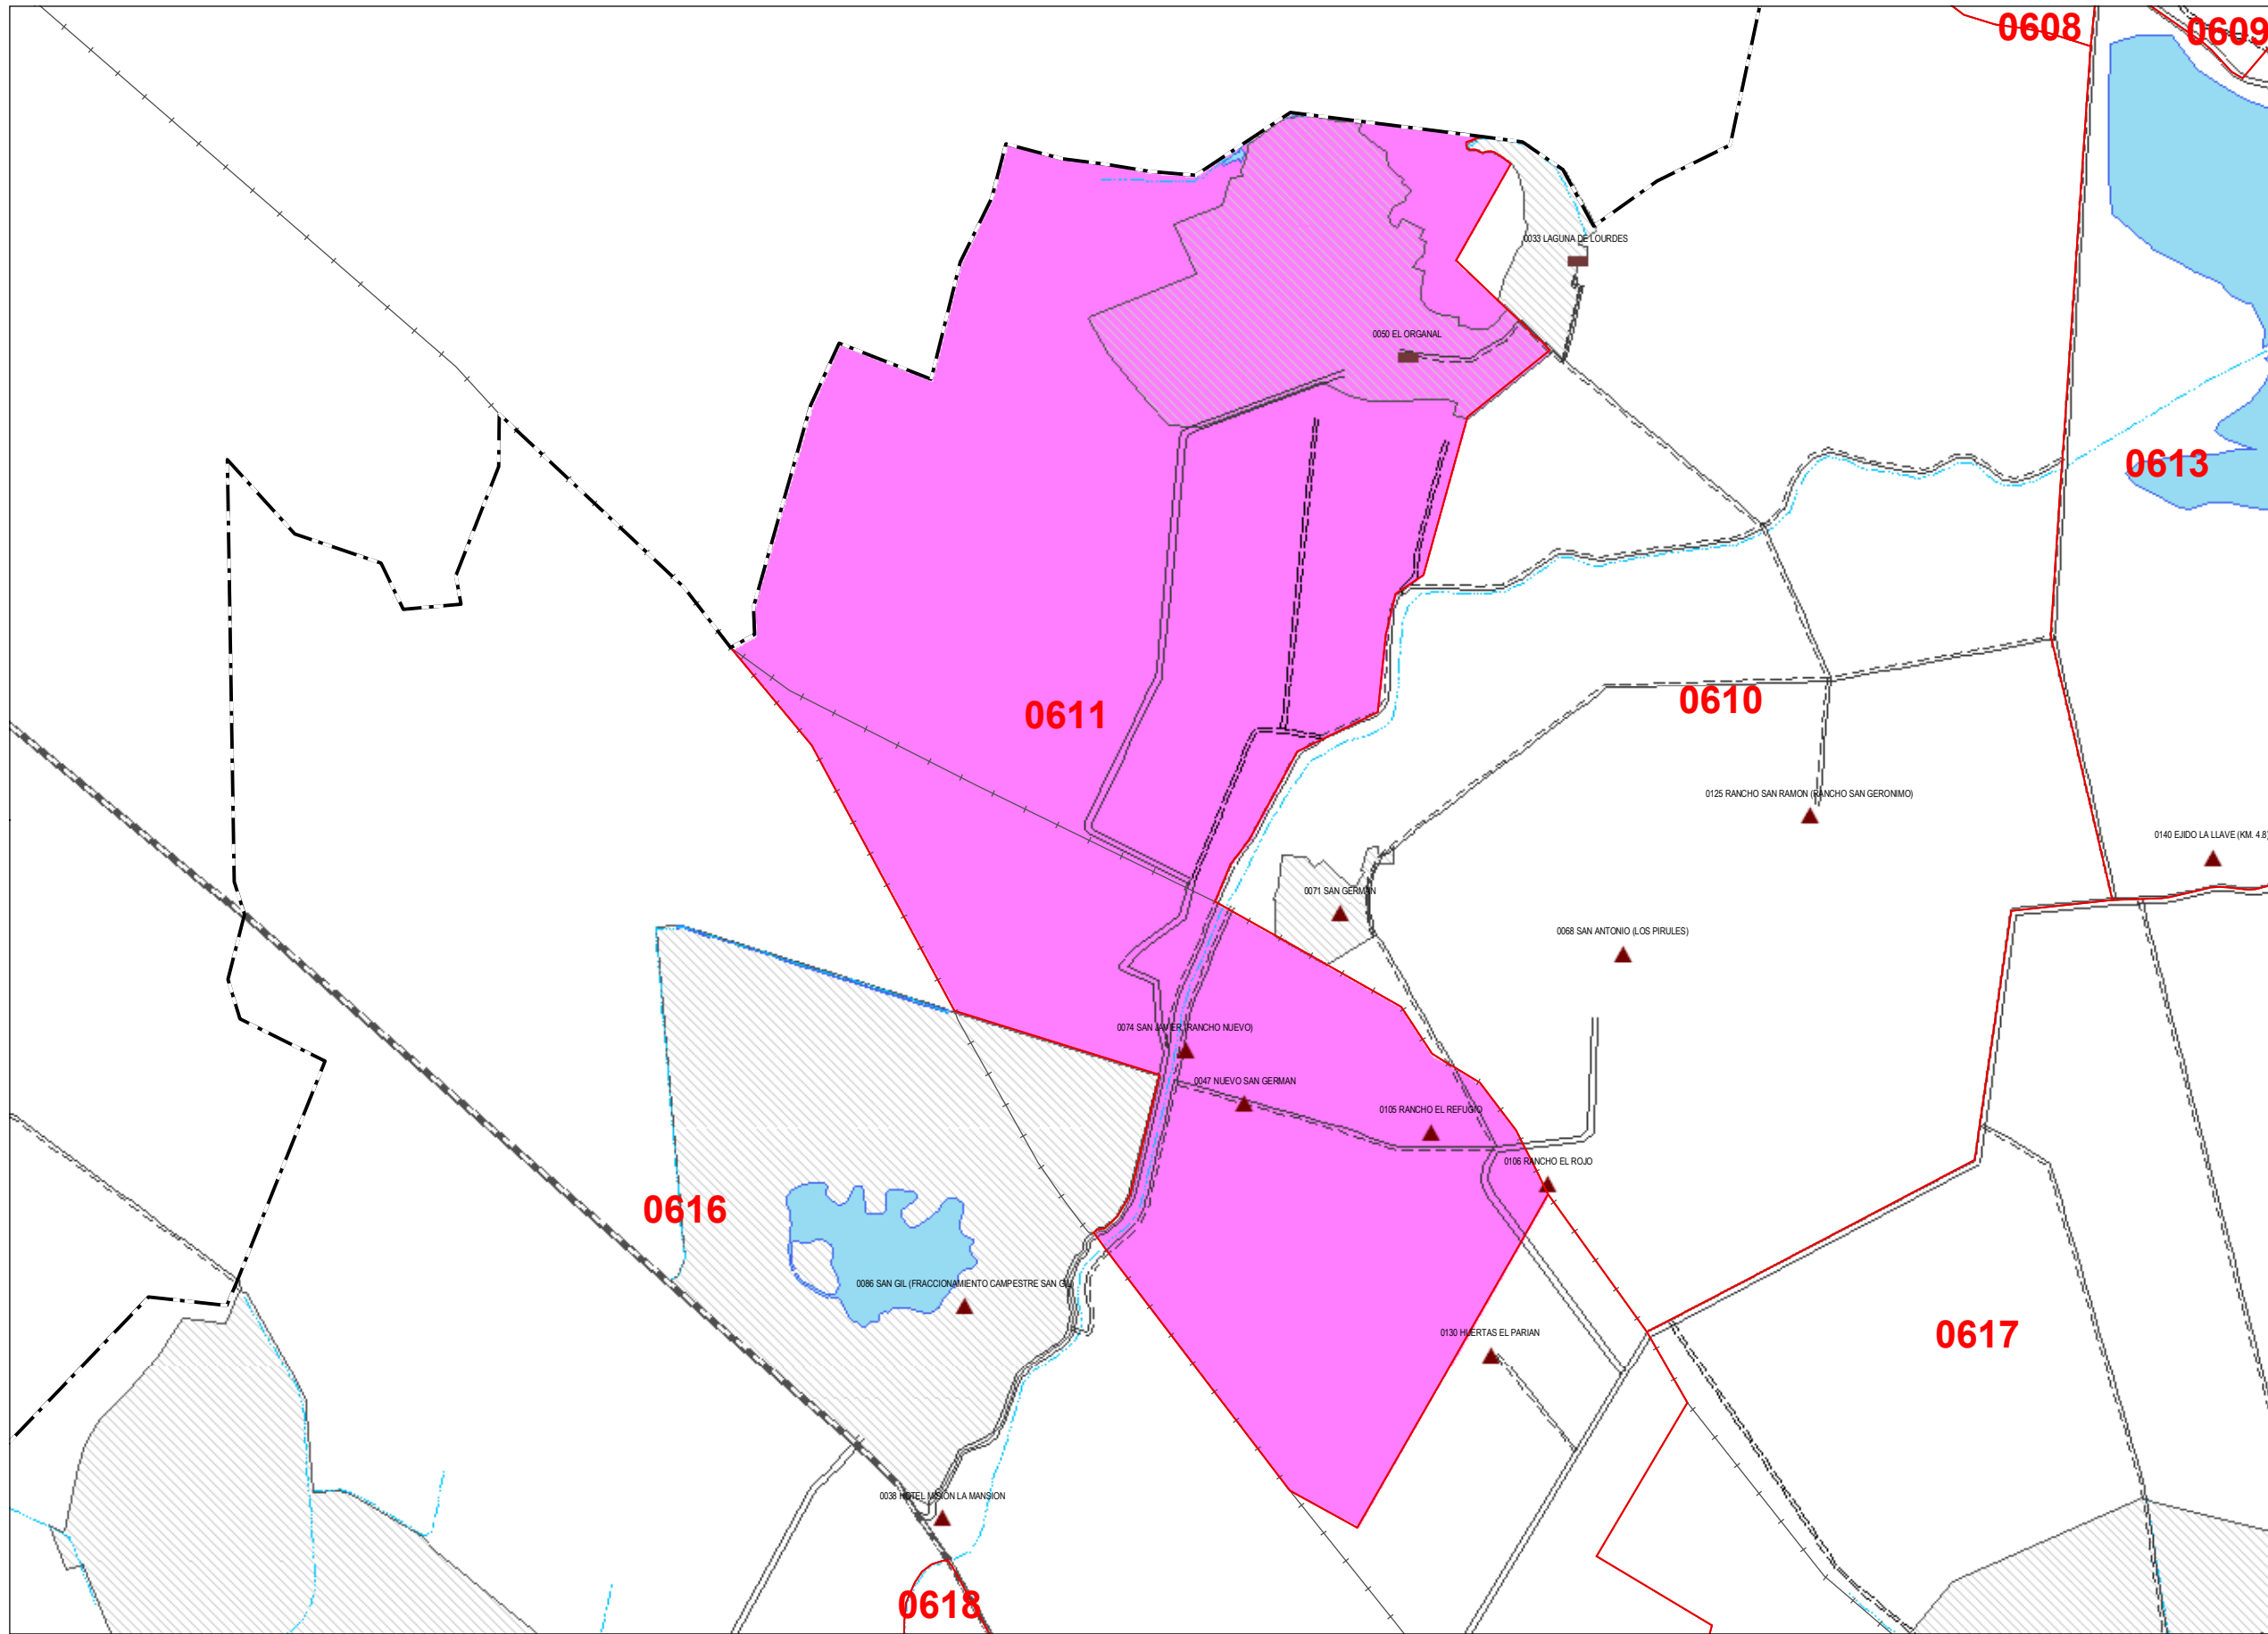 0608
0609
0033 LAGUNA DE LOURDES
0050 EL ORGANAL
0613
0610
0611
0125 RANCHO SAN RAMON (RANCHO SAN GERONIMO)
0140 EJIDO LA LLAVE (KM. 4.8)
0071 SAN GERMAN
0068 SAN ANTONIO (LOS PIRULES)
0074 SAN JAVIER (RANCHO NUEVO)
0047 NUEVO SAN GERMAN
0105 RANCHO EL REFUGIO
0106 RANCHO EL ROJO
0616
0086 SAN GIL (FRACCIONAMIENTO CAMPESTRE SAN GIL)
0130 HUERTAS EL PARIAN
0617
0038 HOTEL MISION LA MANSION
0618